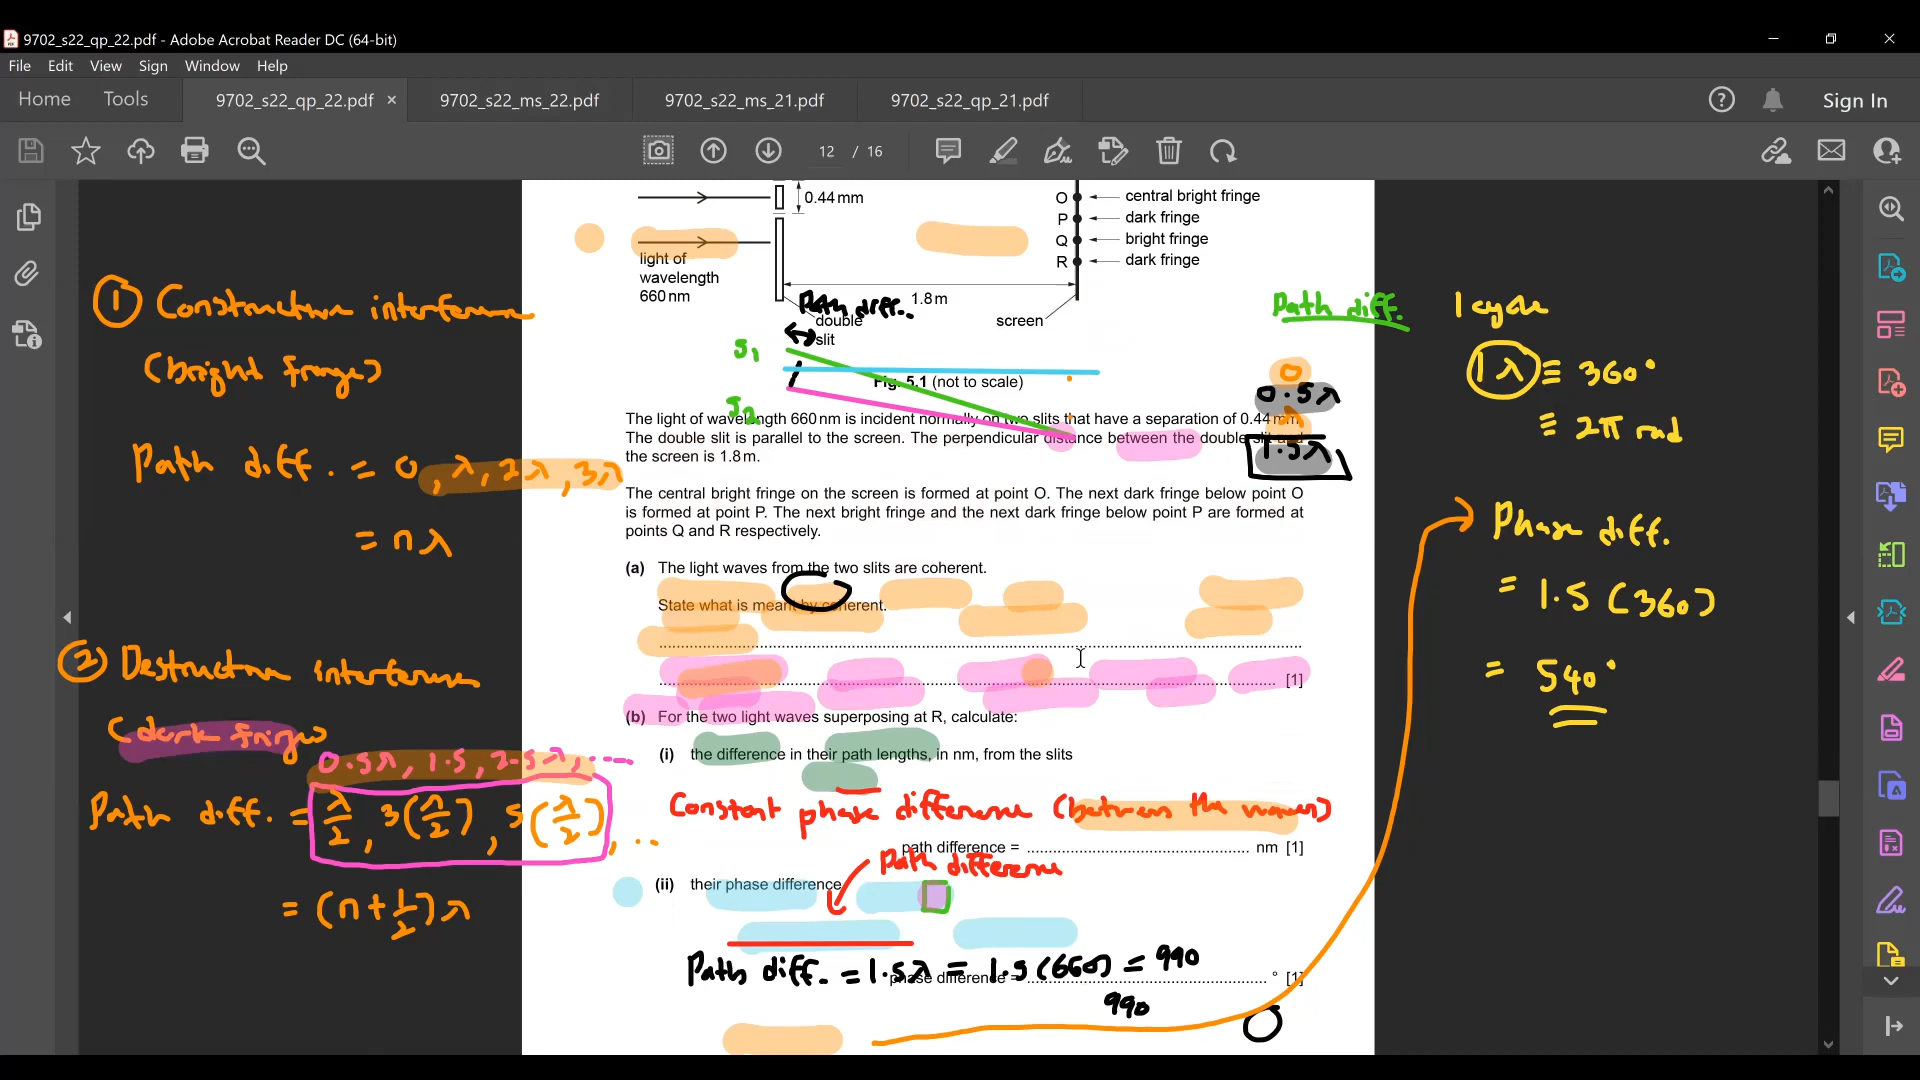 9702_s22_qp_22.pdf - Adobe Acrobat Reader DC (64-bit)
File Edit View Sign Window Help
Home Tools 9702_s22_qp_22.pdf × 9702_s22_ms_22.pdf 9702_s22_ms_21.pdf 9702_s22_qp_21.pdf Sign In
12 / 16
0.44 mm
O central bright fringe
P dark fringe
Q bright fringe
R dark fringe
light of
wavelength
660 nm
1.8 m
Path diff.
double
slit
screen
S1
S2
Fig. 5.1 (not to scale)
The light of wavelength 660 nm is incident normally on two slits that have a separation of 0.44 mm.
The double slit is parallel to the screen. The perpendicular distance between the double slit and
the screen is 1.8 m.
The central bright fringe on the screen is formed at point O. The next dark fringe below point O
is formed at point P. The next bright fringe and the next dark fringe below point P are formed at
points Q and R respectively.
(a) The light waves from the two slits are coherent.
State what is meant by coherent.
[1]
(b) For the two light waves superposing at R, calculate:
(i) the difference in their path lengths, in nm, from the slits
Constant phase difference (between the waves)
path difference = ........ nm [1]
Path difference
(ii) their phase difference
Path diff. = 1.5λ = 1.5(660) = 990
phase difference = ........ ° [1]
990
① Constructive interference
(bright fringe)
Path diff. = 0, λ, 2λ, 3λ
= nλ
② Destructive interference
(dark fringe)
0.5λ, 1.5, 2.5λ, ....
Path diff. = λ/2, 3(λ/2), 5(λ/2), ...
= (n+1/2)λ
Path diff.
0
0.5λ
λ
1.5λ
1 cycle
1λ ≡ 360°
≡ 2π rad
Phase diff.
= 1.5 (360)
= 540°